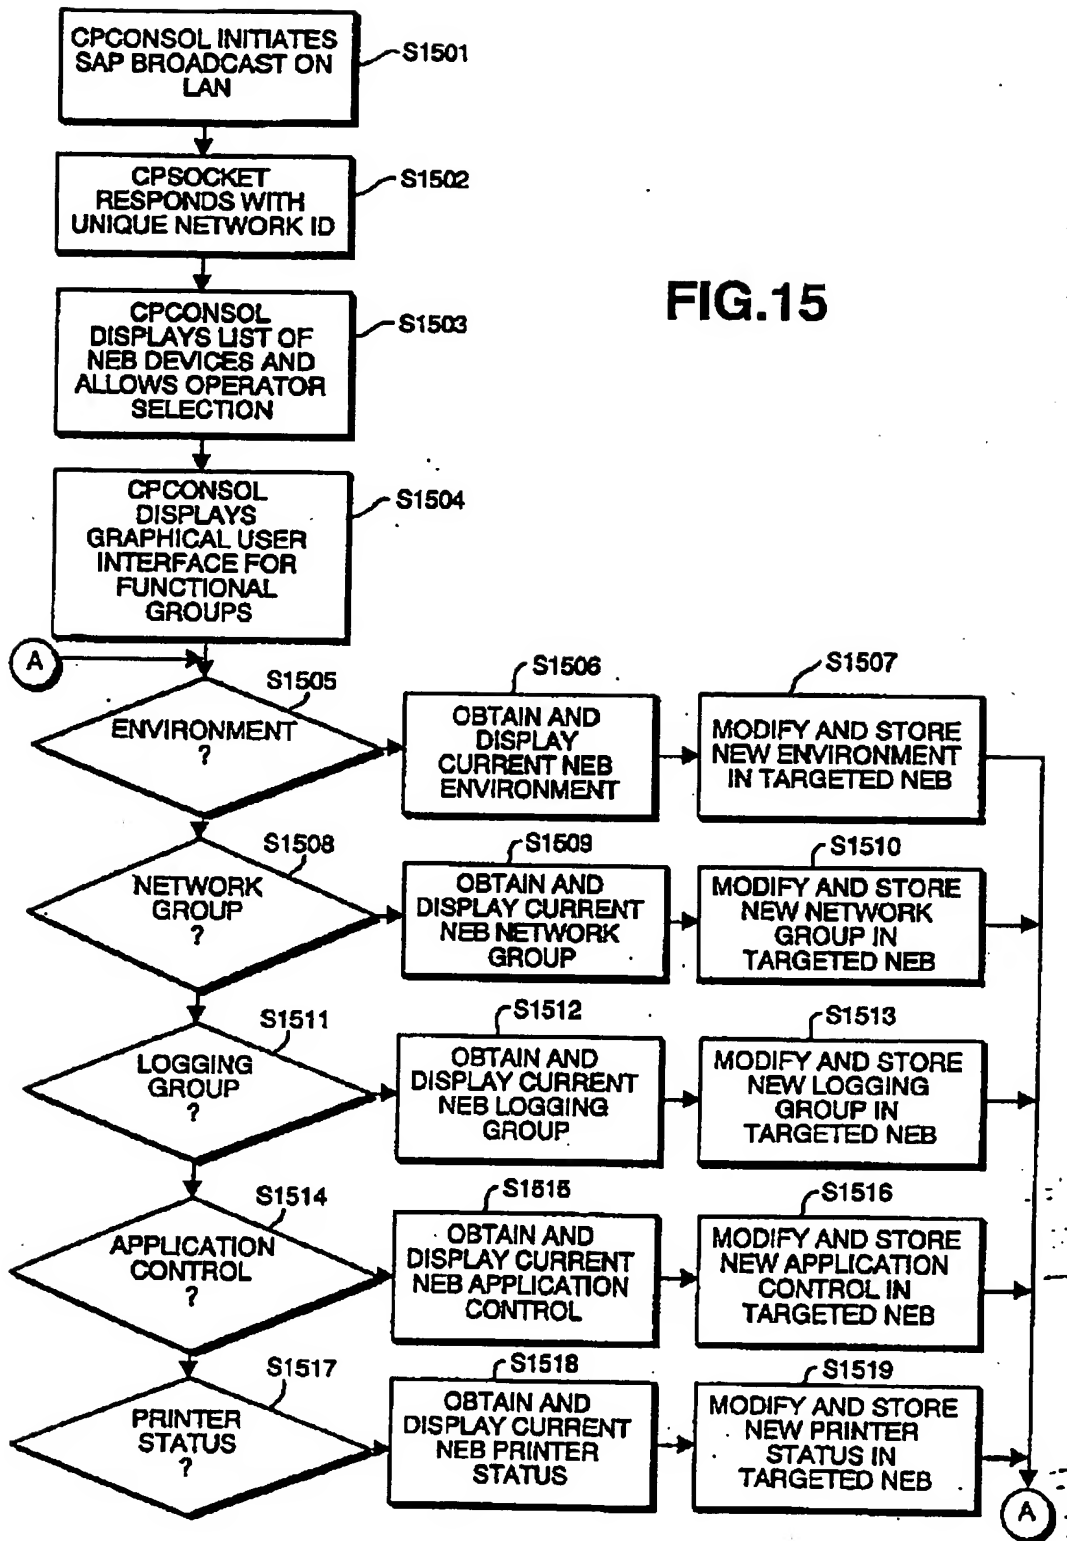 CPCONSOL INITIATES
SAP BROADCAST ON
LAN
S1501
CPSOCKET
RESPONDS WITH
UNIQUE NETWORK ID
S1502
FIG.15
CPCONSOL
DISPLAYS LIST OF
NEB DEVICES AND
ALLOWS OPERATOR
SELECTION
S1503
CPCONSOL
DISPLAYS
GRAPHICAL USER
INTERFACE FOR
FUNCTIONAL
GROUPS
S1504
A
ENVIRONMENT
?
S1505
OBTAIN AND
DISPLAY
CURRENT NEB
ENVIRONMENT
S1506
MODIFY AND STORE
NEW ENVIRONMENT
IN TARGETED NEB
S1507
NETWORK
GROUP
?
S1508
OBTAIN AND
DISPLAY CURRENT
NEB NETWORK
GROUP
S1509
MODIFY AND STORE
NEW NETWORK
GROUP IN
TARGETED NEB
S1510
LOGGING
GROUP
?
S1511
OBTAIN AND
DISPLAY CURRENT
NEB LOGGING
GROUP
S1512
MODIFY AND STORE
NEW LOGGING
GROUP IN
TARGETED NEB
S1513
APPLICATION
CONTROL
?
S1514
OBTAIN AND
DISPLAY CURRENT
NEB APPLICATION
CONTROL
S1515
MODIFY AND STORE
NEW APPLICATION
CONTROL IN
TARGETED NEB
S1516
PRINTER
STATUS
?
S1517
OBTAIN AND
DISPLAY CURRENT
NEB PRINTER
STATUS
S1518
MODIFY AND STORE
NEW PRINTER
STATUS IN
TARGETED NEB
S1519
A